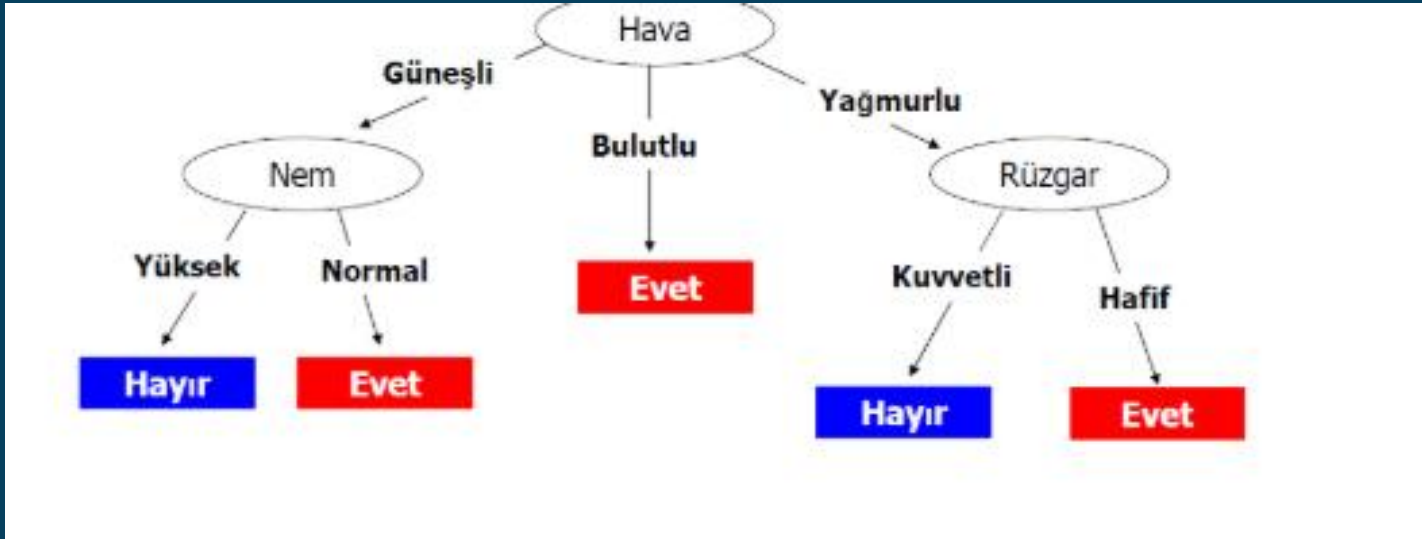 Hava
Güneşli
Yağmurlu
Bulutlu
Nem
Rüzgar
Yüksek
Normal
Kuvvetli
Hafif
Evet
Hayır
Evet
Hayır
Evet